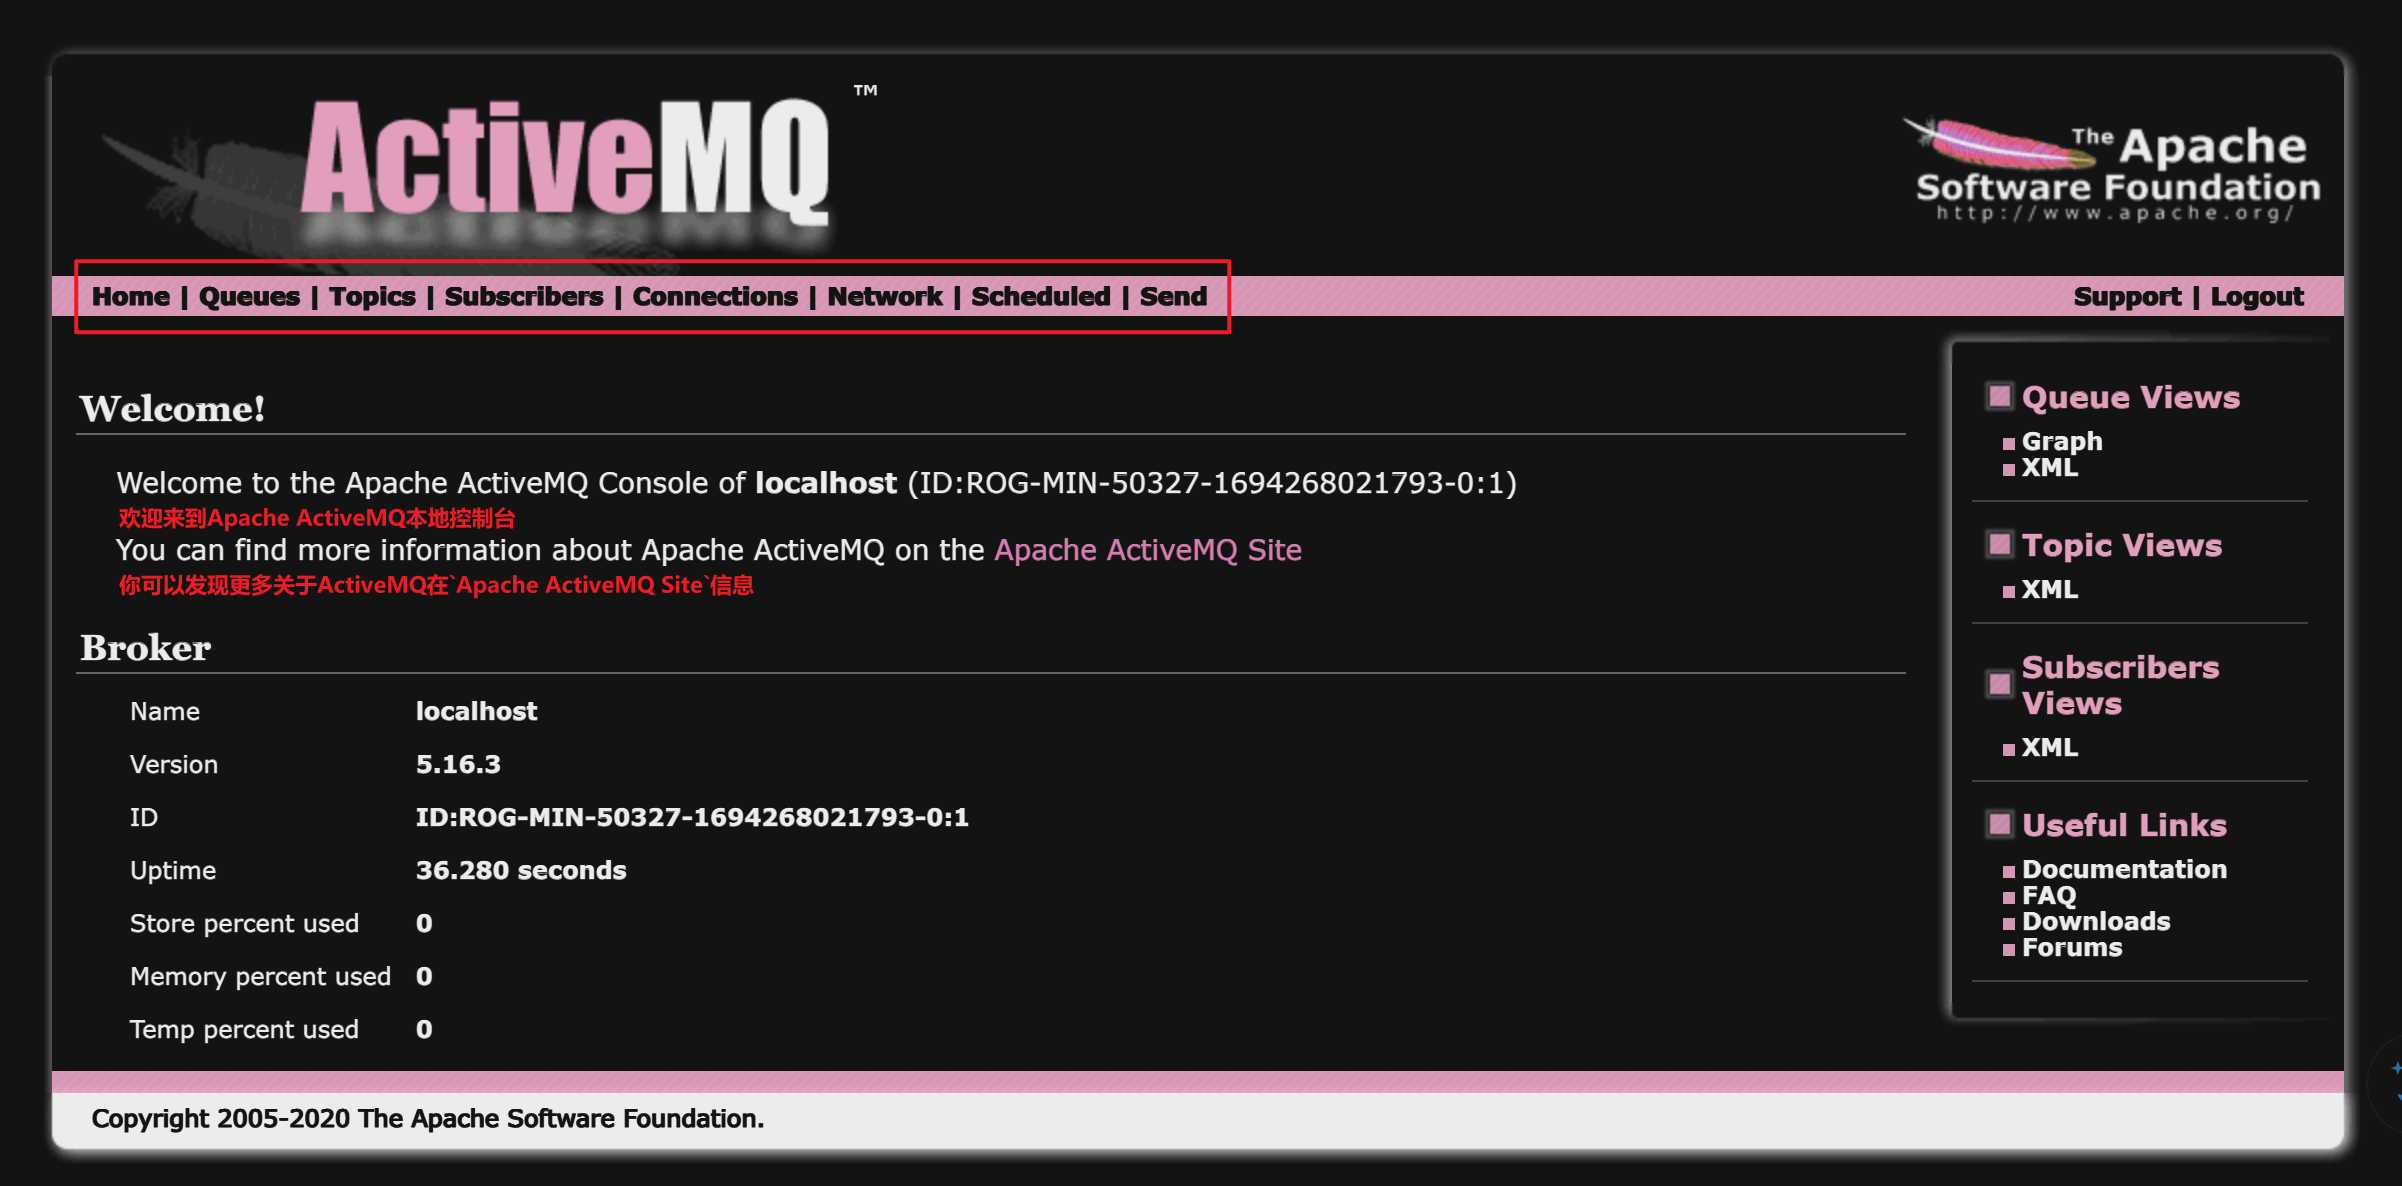 ActiveMQ™
The Apache
Software Foundation
http://www.apache.org/
Home | Queues | Topics | Subscribers | Connections | Network | Scheduled | Send
Support | Logout
Welcome!
Welcome to the Apache ActiveMQ Console of localhost (ID:ROG-MIN-50327-1694268021793-0:1)
欢迎来到Apache ActiveMQ本地控制台
You can find more information about Apache ActiveMQ on the Apache ActiveMQ Site
你可以发现更多关于ActiveMQ在`Apache ActiveMQ Site`信息
Broker
Name localhost
Version 5.16.3
ID ID:ROG-MIN-50327-1694268021793-0:1
Uptime 36.280 seconds
Store percent used 0
Memory percent used 0
Temp percent used 0
Queue Views
Graph
XML
Topic Views
XML
Subscribers
Views
XML
Useful Links
Documentation
FAQ
Downloads
Forums
Copyright 2005-2020 The Apache Software Foundation.